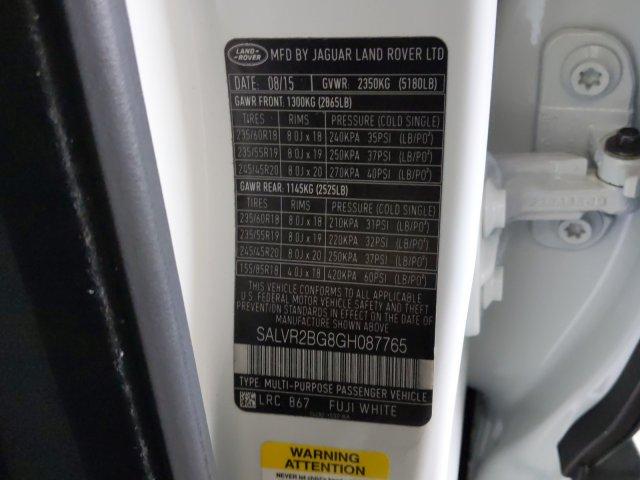 LAND ROVER MFD BY JAGUAR LAND ROVER LTD
DATE: 08/15 GVWR: 2350KG (5180LB)
GAWR FRONT: 1300KG (2865LB)
TIRES RIMS PRESSURE (COLD SINGLE)
235/60R18 8.0J x 18 240KPA 35PSI (LB/PO²)
235/55R19 8.0J x 19 250KPA 37PSI (LB/PO²)
245/45R20 8.0J x 20 270KPA 40PSI (LB/PO²)
GAWR REAR: 1145KG (2525LB)
TIRES RIMS PRESSURE (COLD SINGLE)
235/60R18 8.0J x 18 210KPA 31PSI (LB/PO²)
235/55R19 8.0J x 19 220KPA 32PSI (LB/PO²)
245/45R20 8.0J x 20 250KPA 37PSI (LB/PO²)
155/85R18 4.0J x 18 420KPA 60PSI (LB/PO²)
THIS VEHICLE CONFORMS TO ALL APPLICABLE
U.S. FEDERAL MOTOR VEHICLE SAFETY AND THEFT
PREVENTION STANDARDS IN EFFECT ON THE DATE
OF MANUFACTURE SHOWN ABOVE
SALVR2BG8GH087765
TYPE: MULTI-PURPOSE PASSENGER VEHICLE
LRC 867 FUJI WHITE
WARNING
ATTENTION